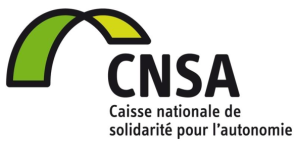 CNSA
Caisse nationale de
solidarité pour l'autonomie